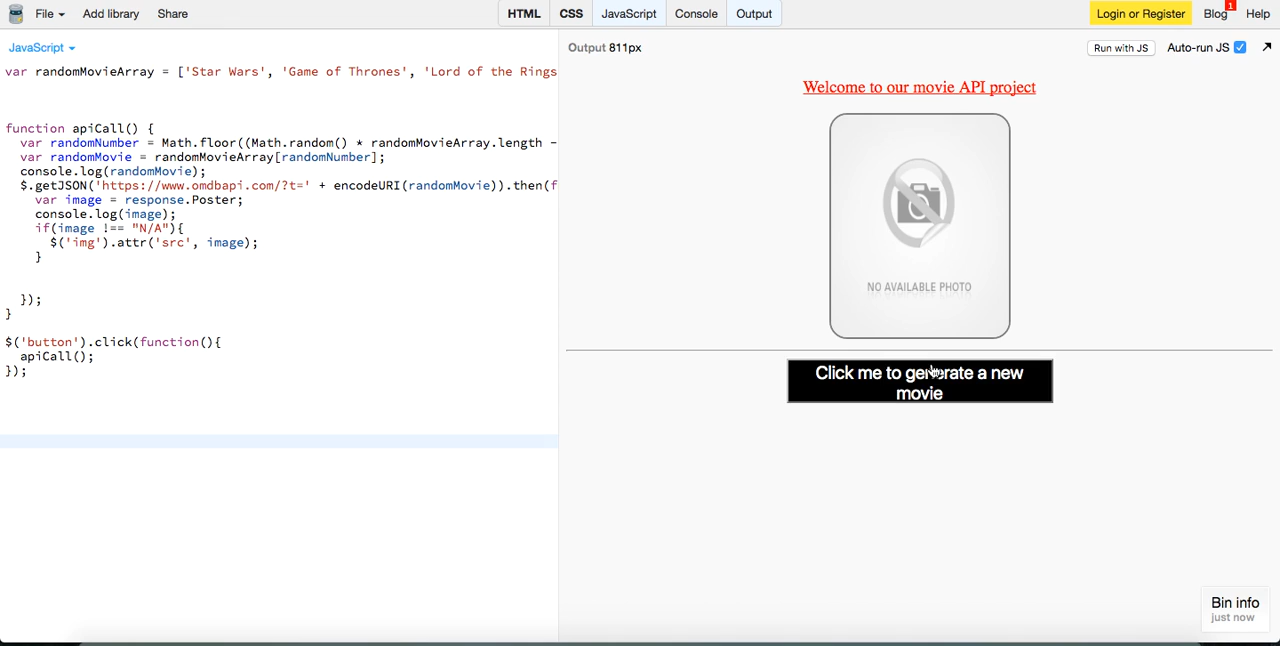 File Add library Share HTML CSS JavaScript Console Output Login or Register Blog 1 Help
JavaScript
var randomMovieArray = ['Star Wars', 'Game of Thrones', 'Lord of the Rings
function apiCall() {
var randomNumber = Math.floor((Math.random() * randomMovieArray.length -
var randomMovie = randomMovieArray[randomNumber];
console.log(randomMovie);
$.getJSON('https://www.omdbapi.com/?t=' + encodeURI(randomMovie)).then(f
var image = response.Poster;
console.log(image);
if(image !== "N/A"){
$('img').attr('src', image);
}
});
}
$('button').click(function(){
apiCall();
});
Output 811px Run with JS Auto-run JS
Welcome to our movie API project
NO AVAILABLE PHOTO
Click me to generate a new
movie
Bin info
just now